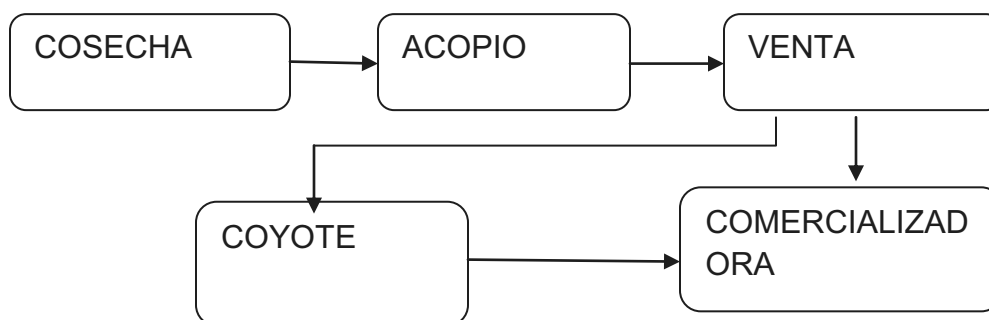 COSECHA
ACOPIO
VENTA
COYOTE
COMERCIALIZAD
ORA